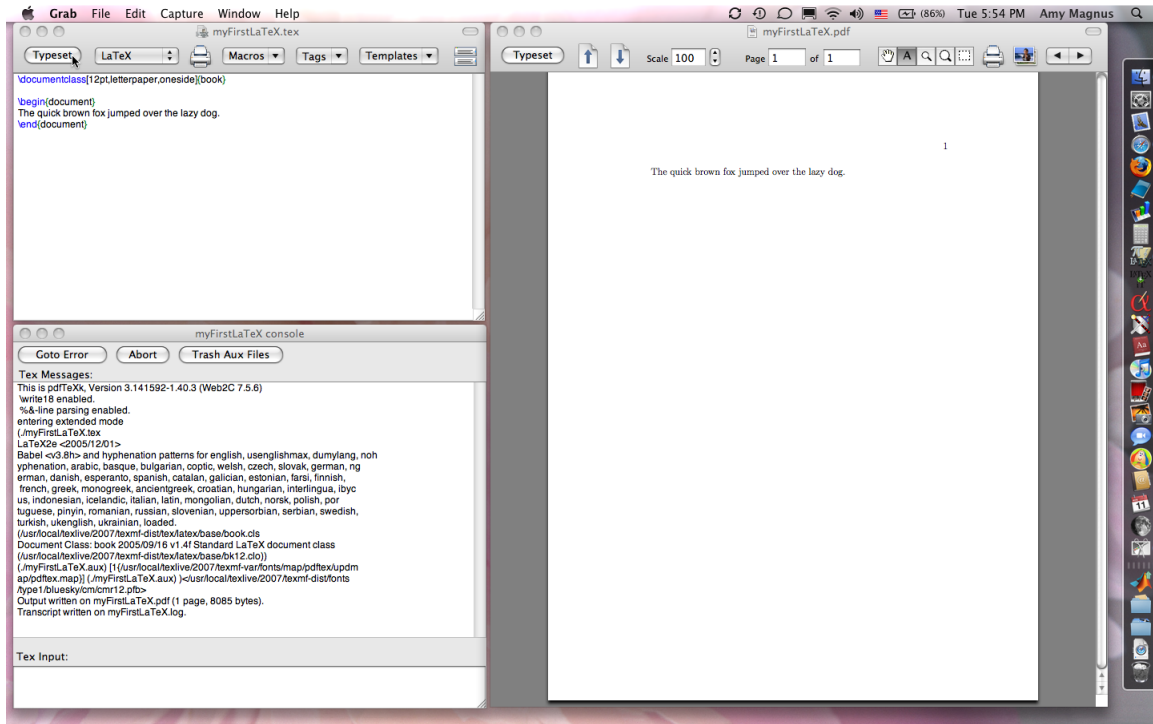 Grab File Edit Capture Window Help (86%) Tue 5:54 PM Amy Magnus
myFirstLaTeX.tex
Typeset LaTeX Macros Tags Templates
\documentclass[12pt,letterpaper,oneside]{book}
\begin{document}
The quick brown fox jumped over the lazy dog.
\end{document}
myFirstLaTeX console
Goto Error Abort Trash Aux Files
Tex Messages:
This is pdfTeXk, Version 3.141592-1.40.3 (Web2C 7.5.6)
\write18 enabled.
%&-line parsing enabled.
entering extended mode
(./myFirstLaTeX.tex
LaTeX2e <2005/12/01>
Babel <v3.8h> and hyphenation patterns for english, usenglishmax, dumylang, noh
yphenation, arabic, basque, bulgarian, coptic, welsh, czech, slovak, german, ng
erman, danish, esperanto, spanish, catalan, galician, estonian, farsi, finnish,
french, greek, monogreek, ancientgreek, croatian, hungarian, interlingua, ibyc
us, indonesian, icelandic, italian, latin, mongolian, dutch, norsk, polish, por
tuguese, pinyin, romanian, russian, slovenian, uppersorbian, serbian, swedish,
turkish, ukenglish, ukrainian, loaded.
(/usr/local/texlive/2007/texmf-dist/tex/latex/base/book.cls
Document Class: book 2005/09/16 v1.4f Standard LaTeX document class
(/usr/local/texlive/2007/texmf-dist/tex/latex/base/bk12.clo))
(./myFirstLaTeX.aux) [1{/usr/local/texlive/2007/texmf-var/fonts/map/pdftex/updm
ap/pdftex.map}] (./myFirstLaTeX.aux) )</usr/local/texlive/2007/texmf-dist/fonts
/type1/bluesky/cm/cmr12.pfb>
Output written on myFirstLaTeX.pdf (1 page, 8085 bytes).
Transcript written on myFirstLaTeX.log.
Tex Input:
myFirstLaTeX.pdf
Typeset Scale 100 Page 1 of 1 A
1
The quick brown fox jumped over the lazy dog.
Aa
11